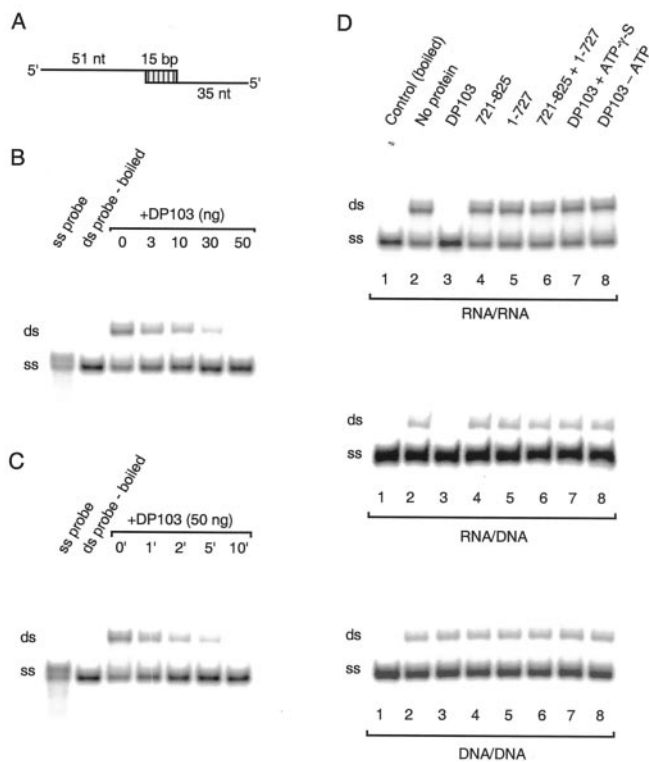 A
51 nt 15 bp
5' 5'
35 nt
B
ss probe
ds probe - boiled
+DP103 (ng)
0 3 10 30 50
ds
ss
C
ss probe
ds probe - boiled
+DP103 (50 ng)
0' 1' 2' 5' 10'
ds
ss
D
Control (boiled)
No protein
DP103
721-825
1-727
721-825 + 1-727
DP103 + ATP-γ-S
DP103 – ATP
ds
ss
1 2 3 4 5 6 7 8
RNA/RNA
ds
ss
1 2 3 4 5 6 7 8
RNA/DNA
ds
ss
1 2 3 4 5 6 7 8
DNA/DNA